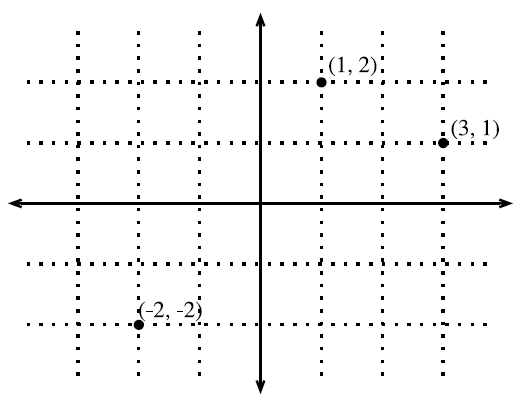 (1, 2)
(3, 1)
(-2, -2)